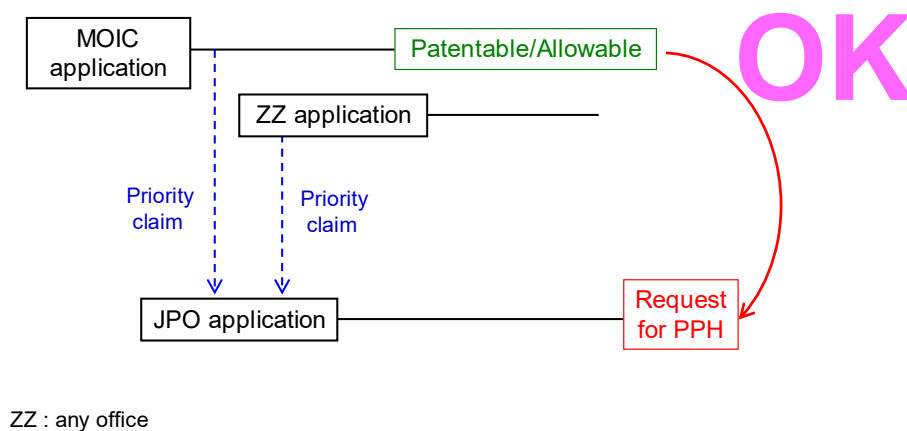 MOIC
application
Patentable/Allowable
OK
ZZ application
Priority
claim
Priority
claim
JPO application
Request
for PPH
ZZ : any office